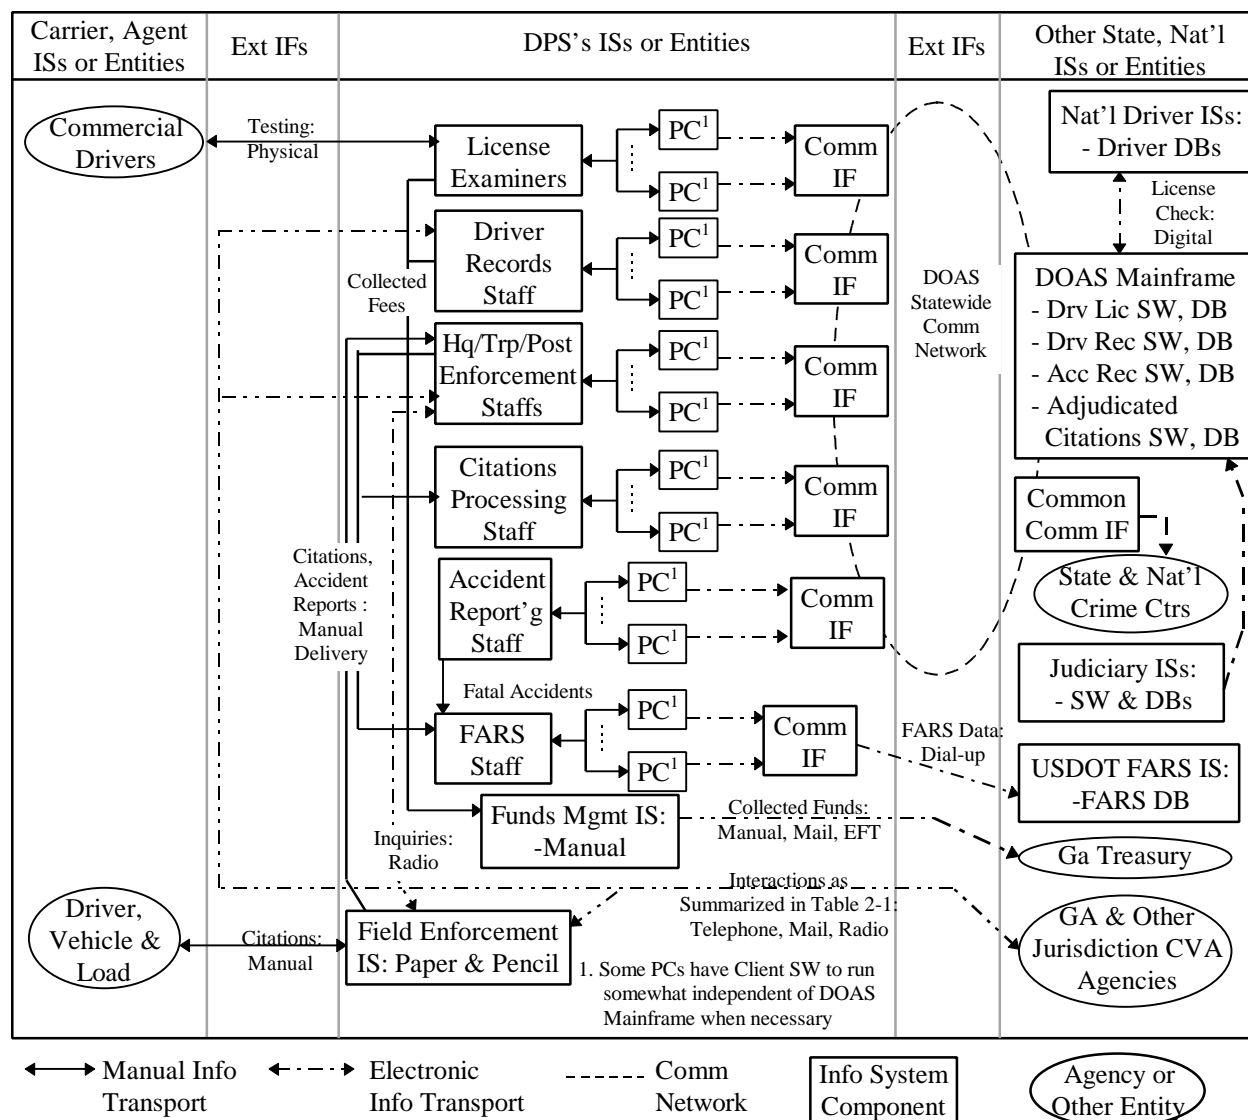 Carrier, Agent
ISs or Entities
Ext IFs
DPS's ISs or Entities
Ext IFs
Other State, Nat'l
ISs or Entities
Commercial
Drivers
Testing:
Physical
License
Examiners
PC1
PC1
Comm
IF
Nat'l Driver ISs:
- Driver DBs
License
Check:
Digital
Driver
Records
Staff
PC1
PC1
Comm
IF
Collected
Fees
DOAS
Statewide
Comm
Network
DOAS Mainframe
- Drv Lic SW, DB
- Drv Rec SW, DB
- Acc Rec SW, DB
- Adjudicated
Citations SW, DB
Hq/Trp/Post
Enforcement
Staffs
PC1
PC1
Comm
IF
Citations
Processing
Staff
PC1
PC1
Comm
IF
Common
Comm IF
Citations,
Accident
Reports :
Manual
Delivery
Accident
Report'g
Staff
PC1
PC1
Comm
IF
State & Nat'l
Crime Ctrs
Judiciary ISs:
- SW & DBs
Fatal Accidents
FARS
Staff
PC1
PC1
Comm
IF
FARS Data:
Dial-up
USDOT FARS IS:
-FARS DB
Funds Mgmt IS:
-Manual
Collected Funds:
Manual, Mail, EFT
Ga Treasury
Inquiries:
Radio
Interactions as
Summarized in Table 2-1:
Telephone, Mail, Radio
Driver,
Vehicle &
Load
Citations:
Manual
Field Enforcement
IS: Paper & Pencil
GA & Other
Jurisdiction CVA
Agencies
1. Some PCs have Client SW to run
somewhat independent of DOAS
Mainframe when necessary
Manual Info
Transport
Electronic
Info Transport
Comm
Network
Info System
Component
Agency or
Other Entity